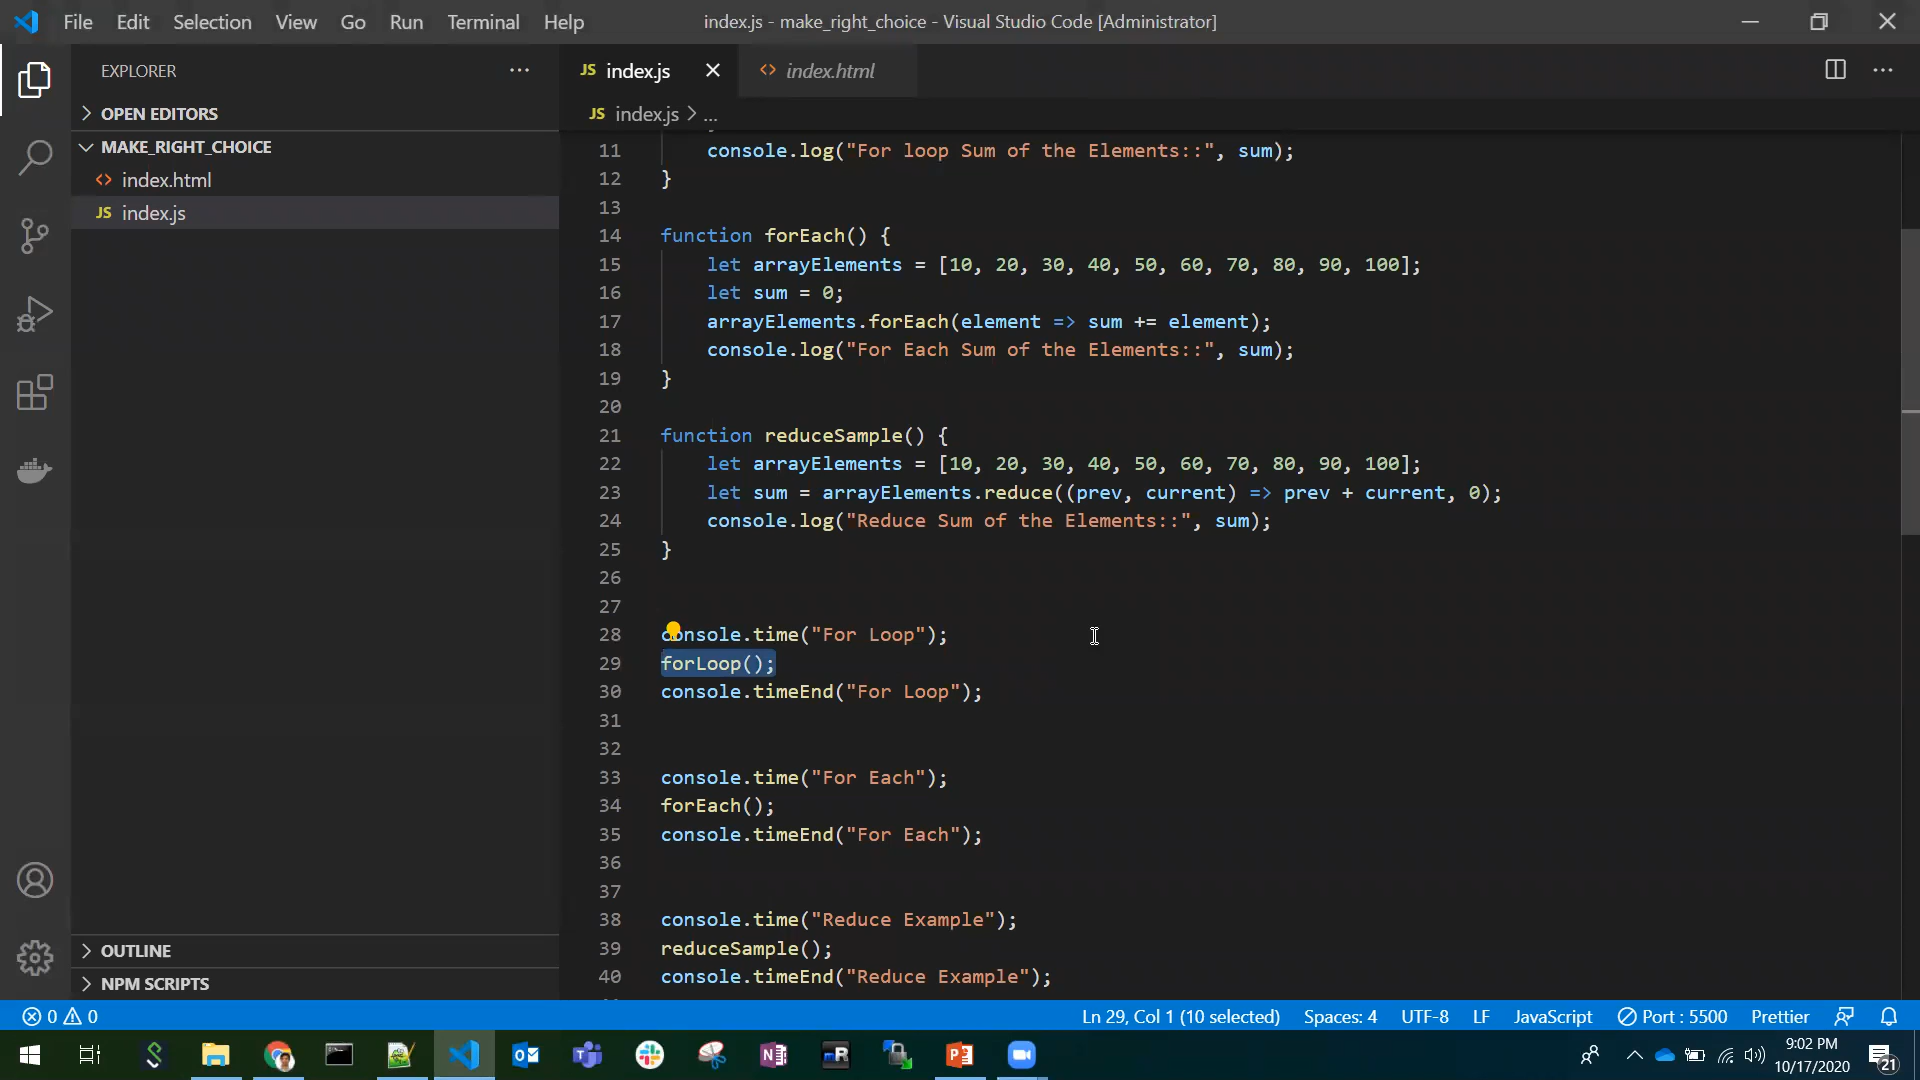 File Edit Selection View Go Run Terminal Help index.js - make_right_choice - Visual Studio Code [Administrator]
EXPLORER
OPEN EDITORS
MAKE_RIGHT_CHOICE
index.html
JS index.js
OUTLINE
NPM SCRIPTS
JS index.js index.html
JS index.js > ...
11 console.log("For loop Sum of the Elements::", sum);
12 }
13
14 function forEach() {
15 let arrayElements = [10, 20, 30, 40, 50, 60, 70, 80, 90, 100];
16 let sum = 0;
17 arrayElements.forEach(element => sum += element);
18 console.log("For Each Sum of the Elements::", sum);
19 }
20
21 function reduceSample() {
22 let arrayElements = [10, 20, 30, 40, 50, 60, 70, 80, 90, 100];
23 let sum = arrayElements.reduce((prev, current) => prev + current, 0);
24 console.log("Reduce Sum of the Elements::", sum);
25 }
26
27
28 console.time("For Loop");
29 forLoop();
30 console.timeEnd("For Loop");
31
32
33 console.time("For Each");
34 forEach();
35 console.timeEnd("For Each");
36
37
38 console.time("Reduce Example");
39 reduceSample();
40 console.timeEnd("Reduce Example");
0 0 Ln 29, Col 1 (10 selected) Spaces: 4 UTF-8 LF JavaScript Port : 5500 Prettier
9:02 PM
10/17/2020
21